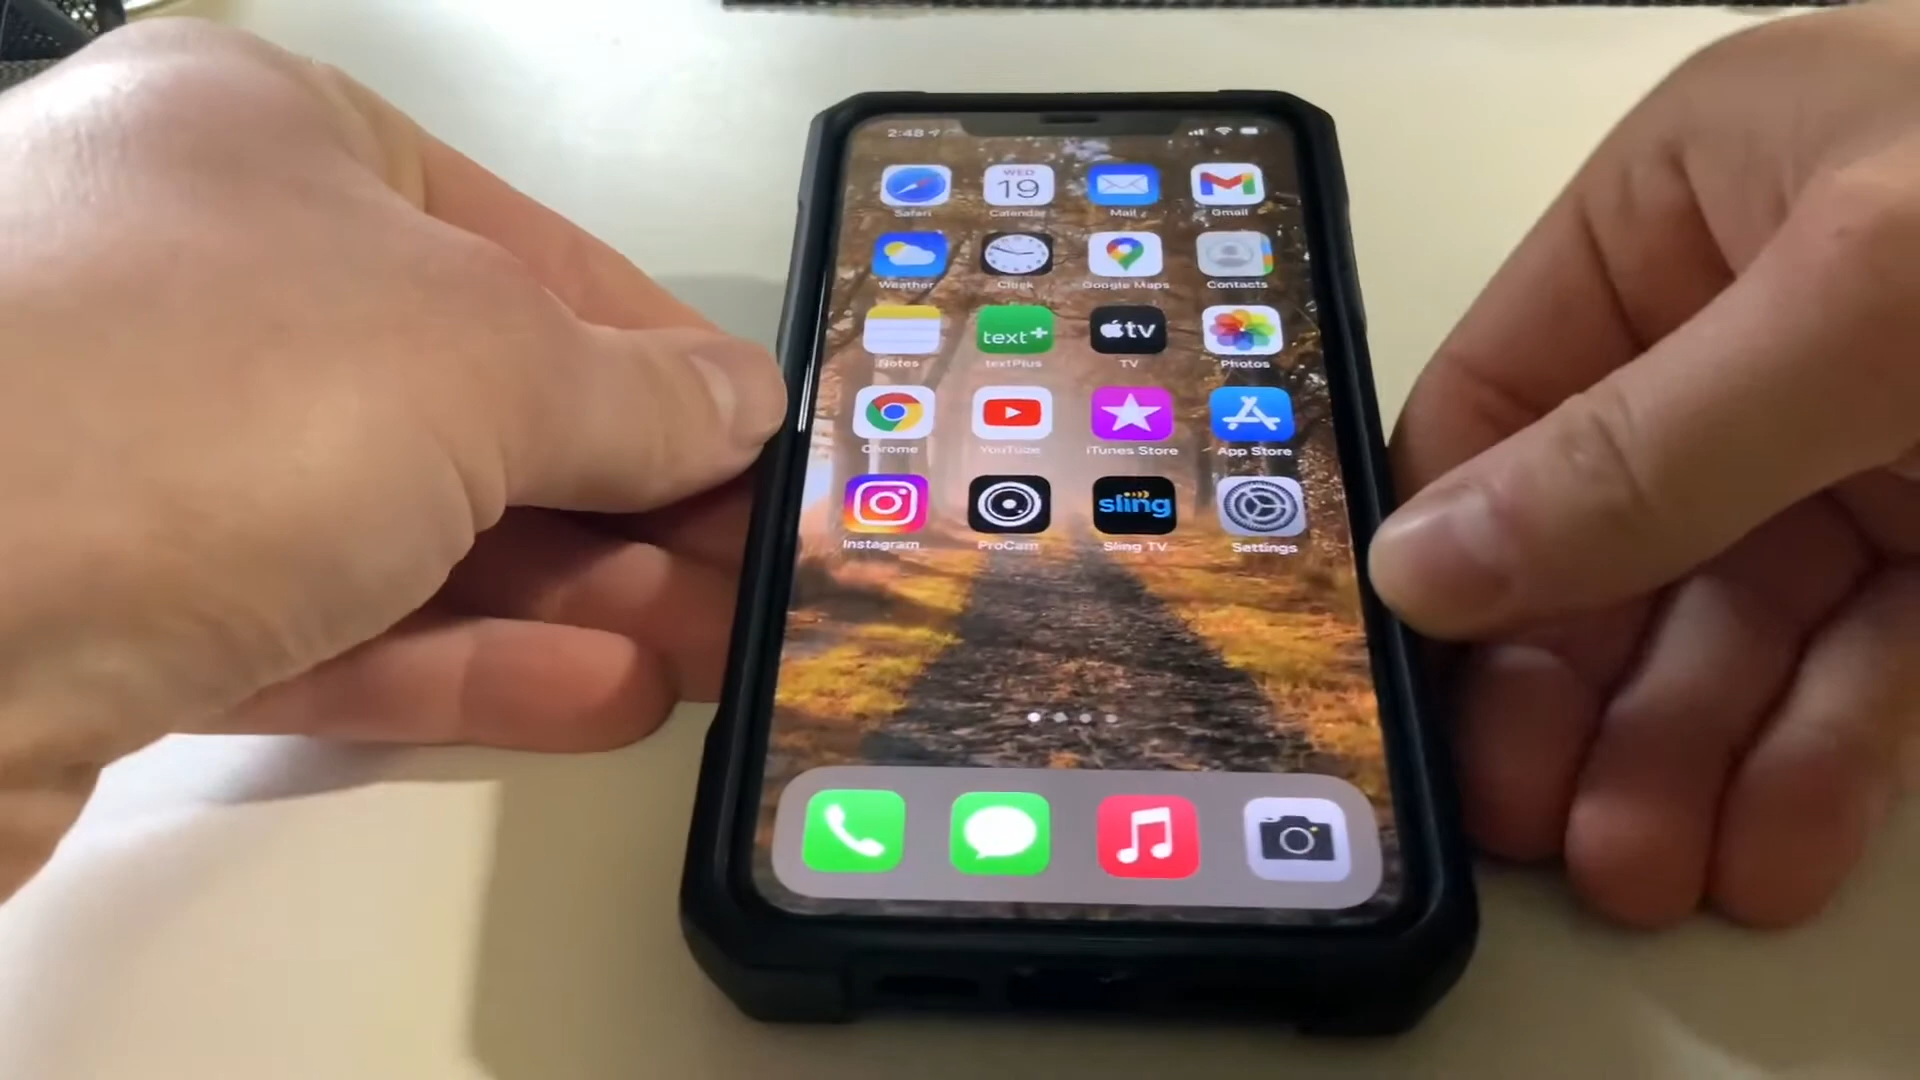 2:48
WED
19
Safari Calendar Mail Gmail
Weather Clock Google Maps Contacts
text+
tv
Notes textPlus TV Photos
Chrome YouTube iTunes Store App Store
sling
Instagram ProCam Sling TV Settings